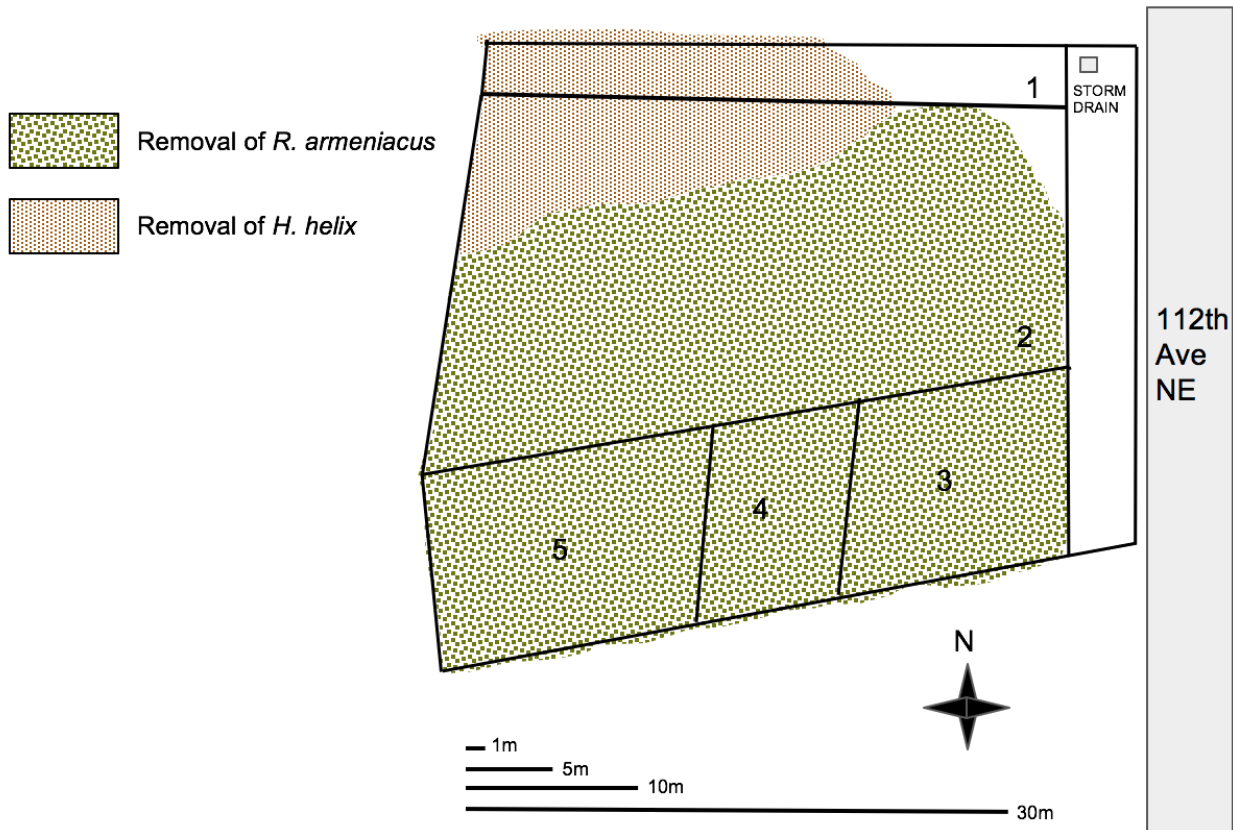 1
STORM
DRAIN
Removal of R. armeniacus
Removal of H. helix
2
112th
Ave
NE
3
4
5
N
1m
5m
10m
30m